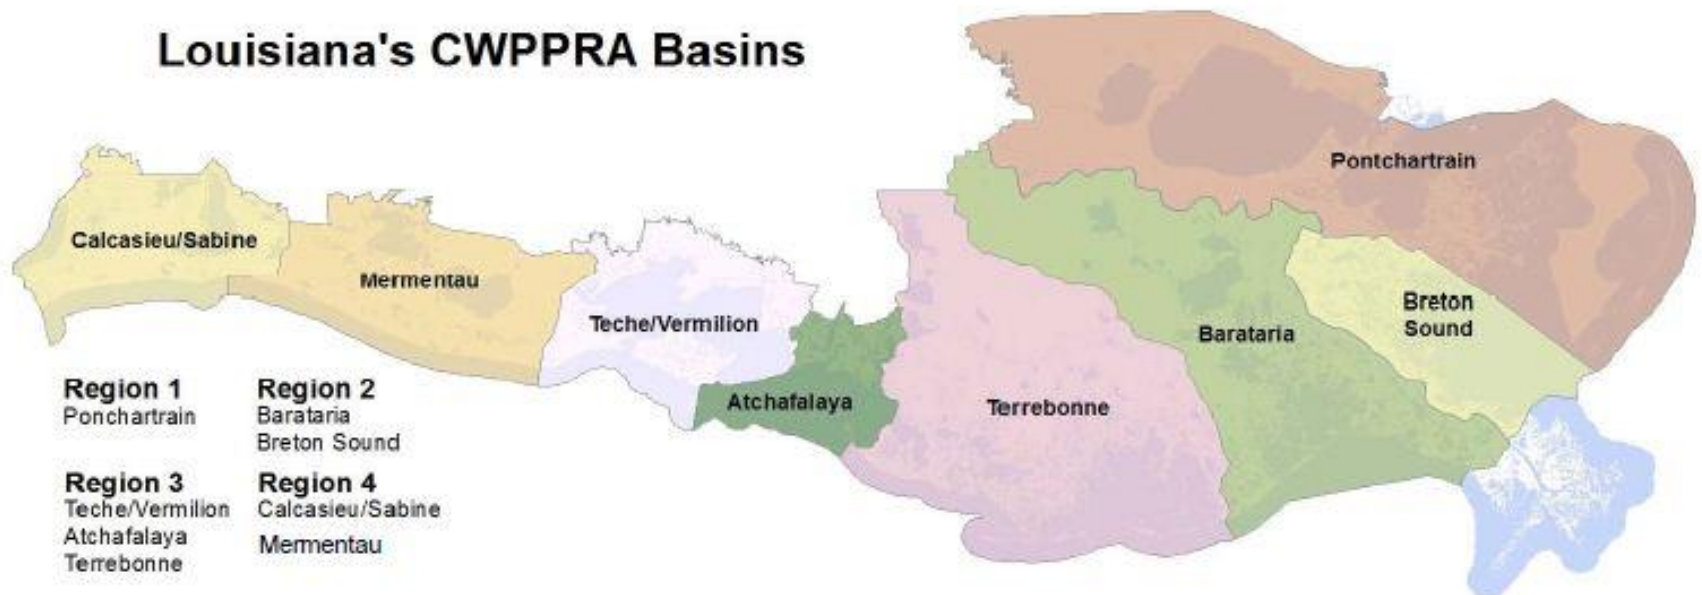 Louisiana's CWPPRA Basins
Pontchartrain
Calcasieu/Sabine
Mermentau
Teche/Vermilion
Atchafalaya
Terrebonne
Barataria
Breton
Sound
Region 1
Ponchartrain
Region 2
Barataria
Breton Sound
Region 3
Teche/Vermilion
Atchafalaya
Terrebonne
Region 4
Calcasieu/Sabine
Mermentau